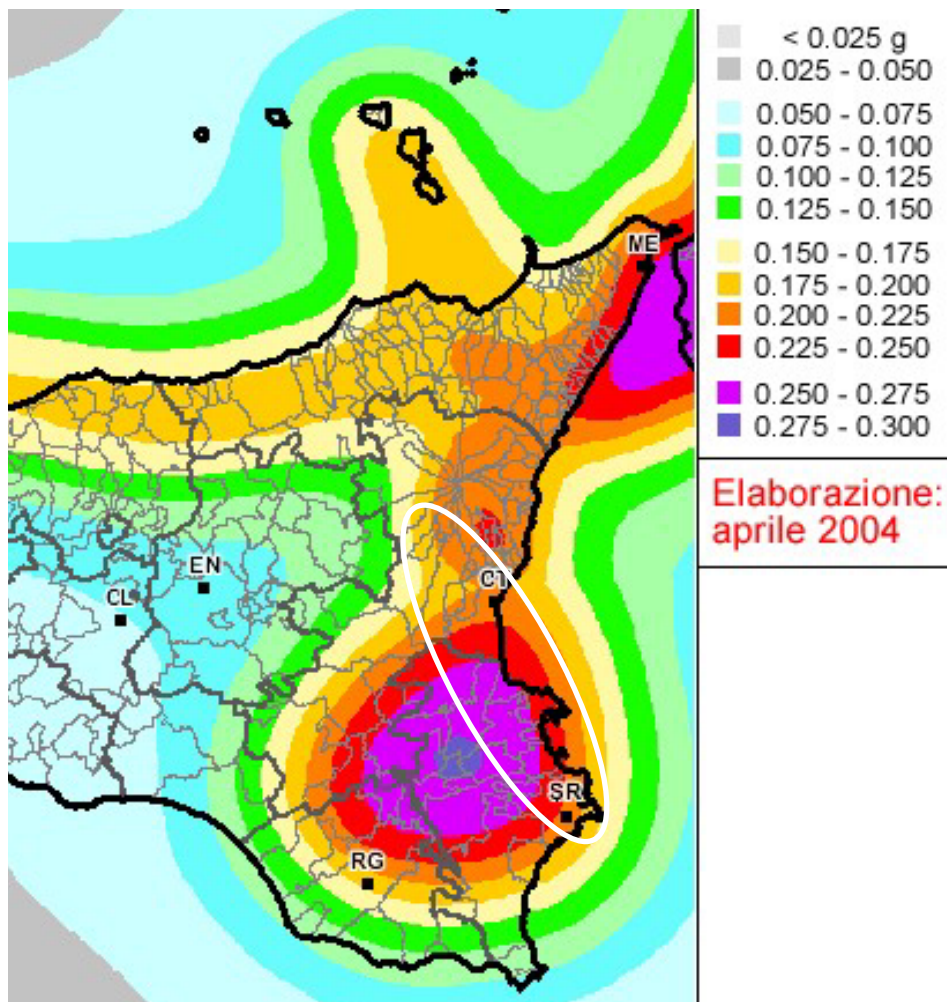 < 0.025 g
0.025 - 0.050
0.050 - 0.075
0.075 - 0.100
0.100 - 0.125
0.125 - 0.150
0.150 - 0.175
0.175 - 0.200
0.200 - 0.225
0.225 - 0.250
0.250 - 0.275
0.275 - 0.300
Elaborazione:
aprile 2004
ME
EN
CL
CT
SR
RG